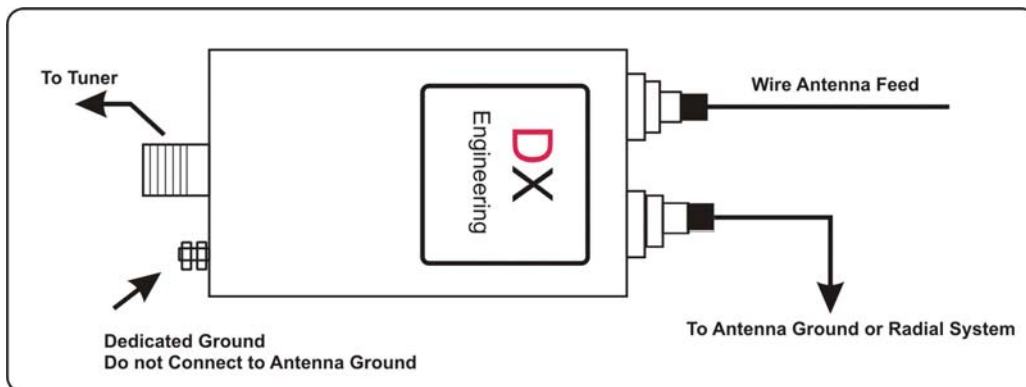 To Tuner
Wire Antenna Feed
DX
Engineering
To Antenna Ground or Radial System
Dedicated Ground
Do not Connect to Antenna Ground